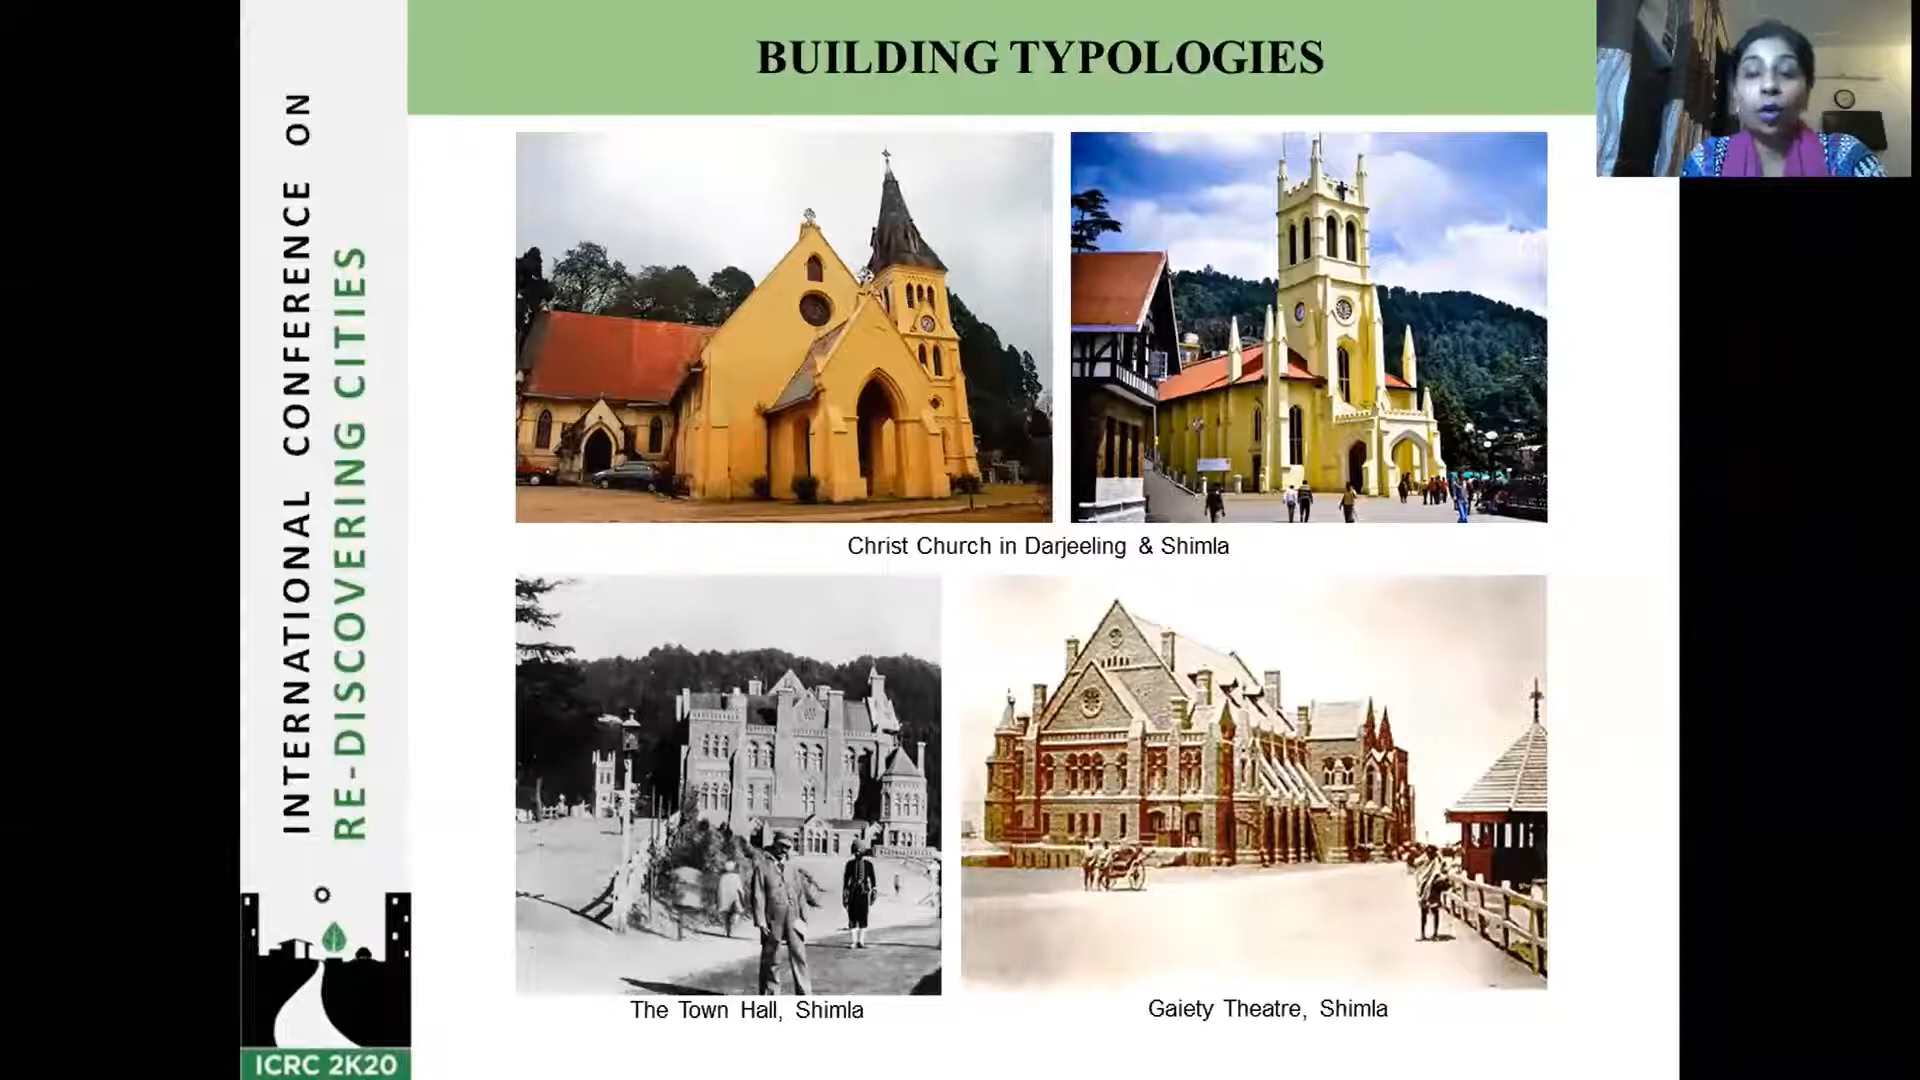 INTERNATIONAL CONFERENCE ON
RE-DISCOVERING CITIES
ICRC 2K20
BUILDING TYPOLOGIES
Christ Church in Darjeeling & Shimla
The Town Hall, Shimla
Gaiety Theatre, Shimla